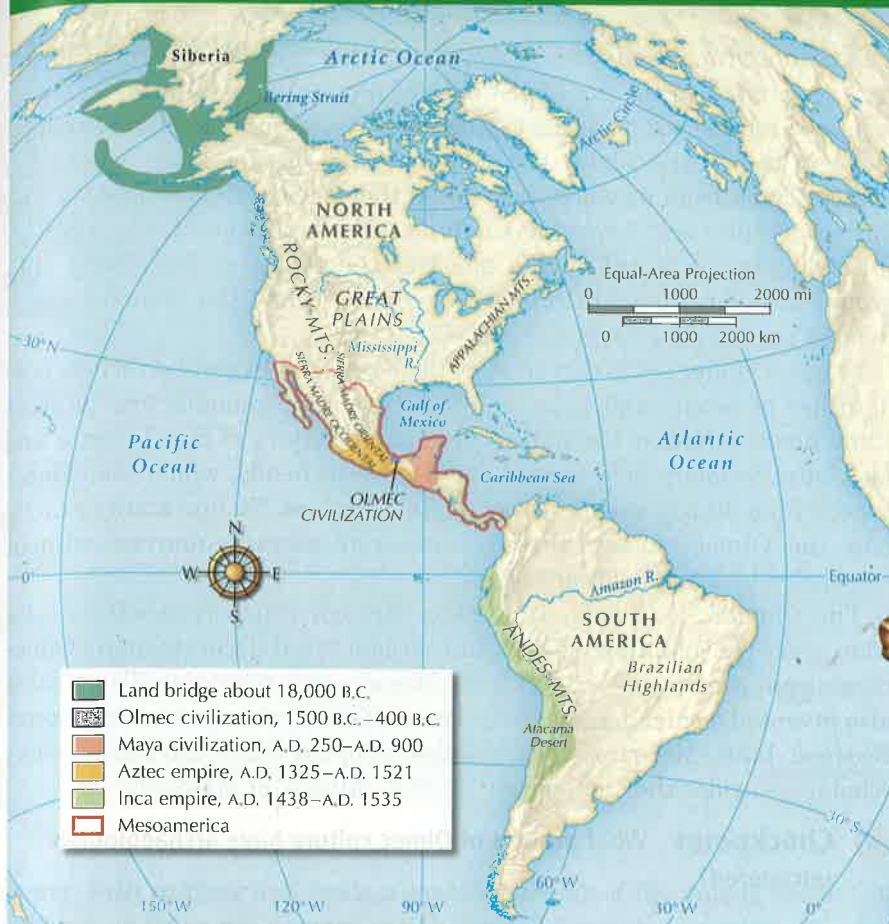 Siberia
Arctic Ocean
Bering Strait
Arctic Circle
NORTH
AMERICA
ROCKY MTS.
GREAT
PLAINS
APPALACHIAN MTS.
Equal-Area Projection
0 1000 2000 mi
0 1000 2000 km
30°N
Mississippi
R.
SIERRA MADRE OCCIDENTAL
SIERRA MADRE ORIENTAL
Gulf of
Mexico
Pacific
Ocean
Atlantic
Ocean
Caribbean Sea
OLMEC
CIVILIZATION
N
W E
S
0°
Equator
Amazon R.
SOUTH
AMERICA
ANDES MTS.
Brazilian
Highlands
Atacama
Desert
Land bridge about 18,000 B.C.
Olmec civilization, 1500 B.C.–400 B.C.
Maya civilization, A.D. 250–A.D. 900
Aztec empire, A.D. 1325–A.D. 1521
Inca empire, A.D. 1438–A.D. 1535
Mesoamerica
30°S
60°W
150°W 120°W 90°W 30°W 0°